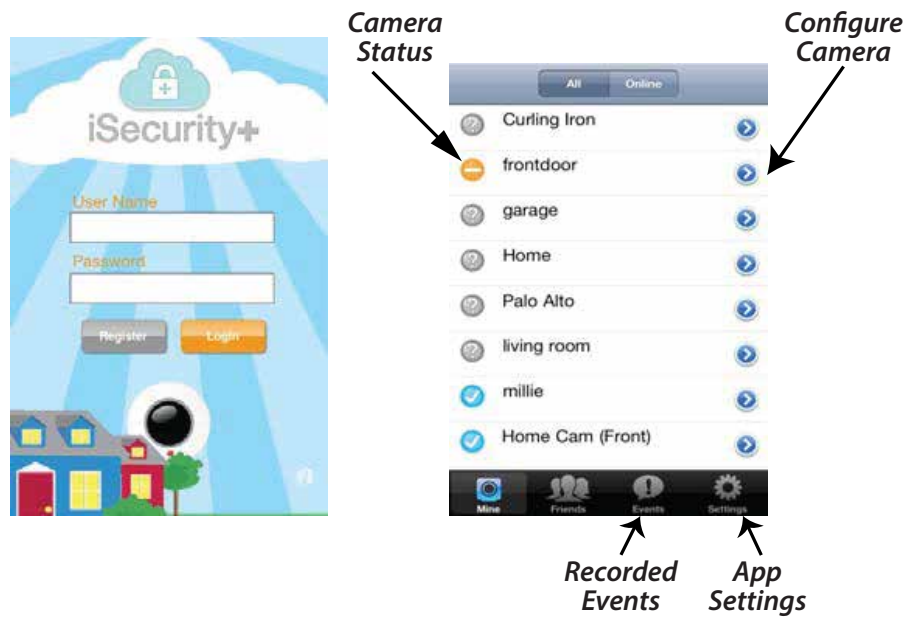 Camera
Status
Configure
Camera
iSecurity+
User Name
Password
Register
Login
All
Online
Curling Iron
frontdoor
garage
Home
Palo Alto
living room
millie
Home Cam (Front)
Mine
Friends
Events
Settings
Recorded
Events
App
Settings